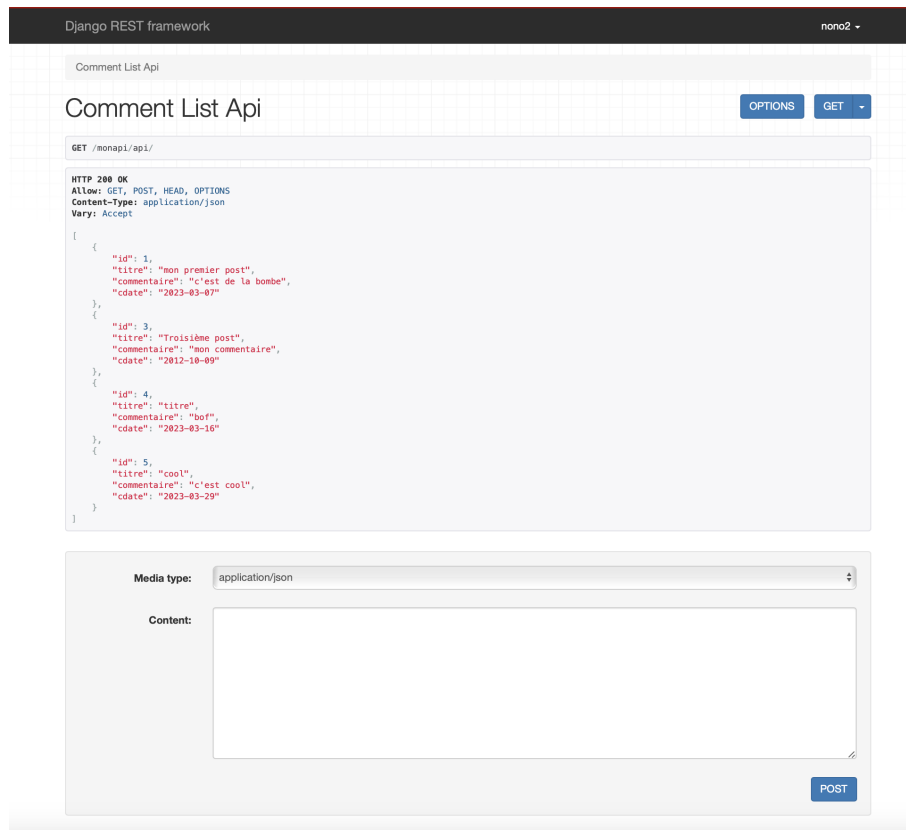 Django REST framework
nono2
Comment List Api
Comment List Api
OPTIONS
GET
GET /monapi/api/
HTTP 200 OK
Allow: GET, POST, HEAD, OPTIONS
Content-Type: application/json
Vary: Accept
[
    {
        "id": 1,
        "titre": "mon premier post",
        "commentaire": "c'est de la bombe",
        "cdate": "2023-03-07"
    },
    {
        "id": 3,
        "titre": "Troisième post",
        "commentaire": "mon commentaire",
        "cdate": "2012-10-09"
    },
    {
        "id": 4,
        "titre": "titre",
        "commentaire": "bof",
        "cdate": "2023-03-16"
    },
    {
        "id": 5,
        "titre": "cool",
        "commentaire": "c'est cool",
        "cdate": "2023-03-29"
    }
]
Media type:
application/json
Content:
POST